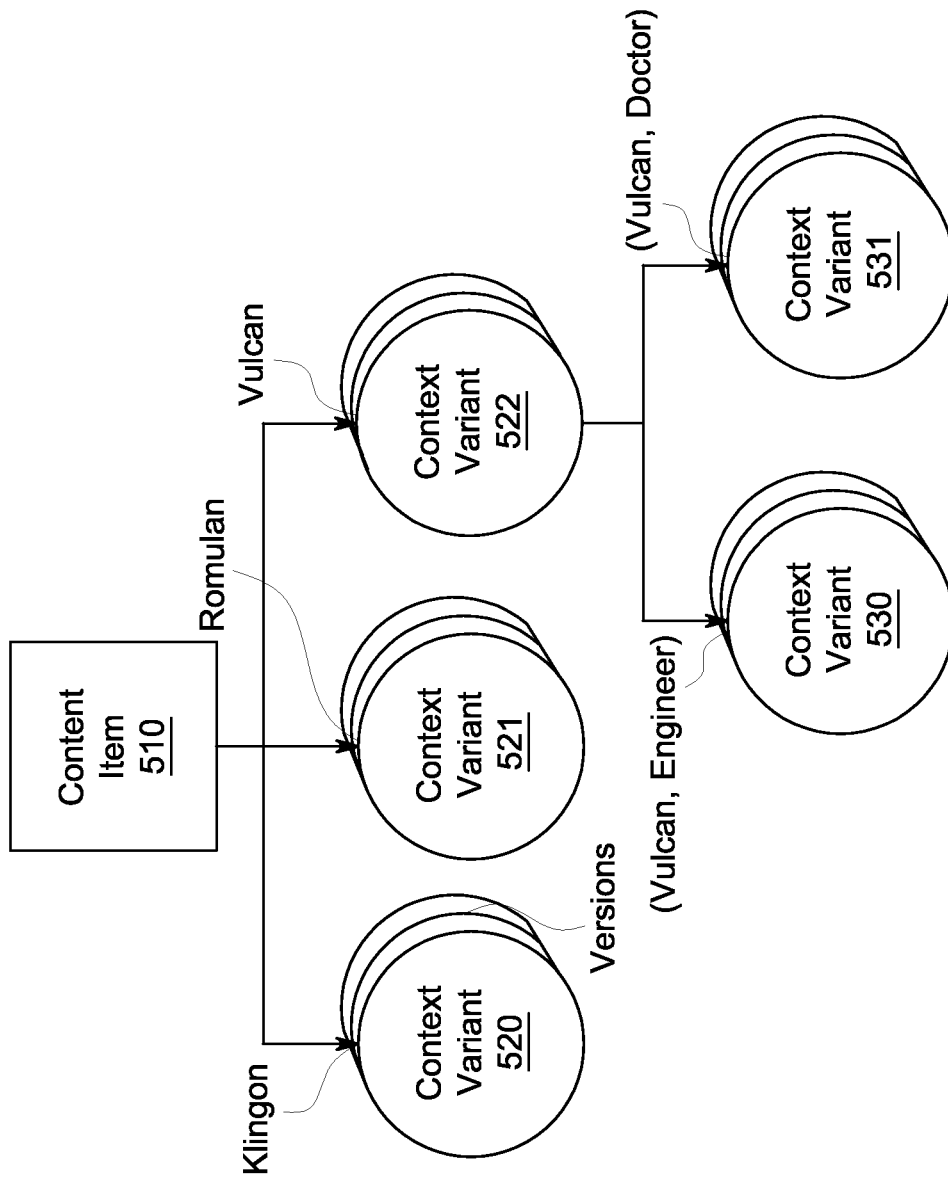 Content
Item
510
Klingon
Romulan
Vulcan
Context
Variant
520
Versions
Context
Variant
521
Context
Variant
522
(Vulcan, Engineer)
(Vulcan, Doctor)
Context
Variant
530
Context
Variant
531